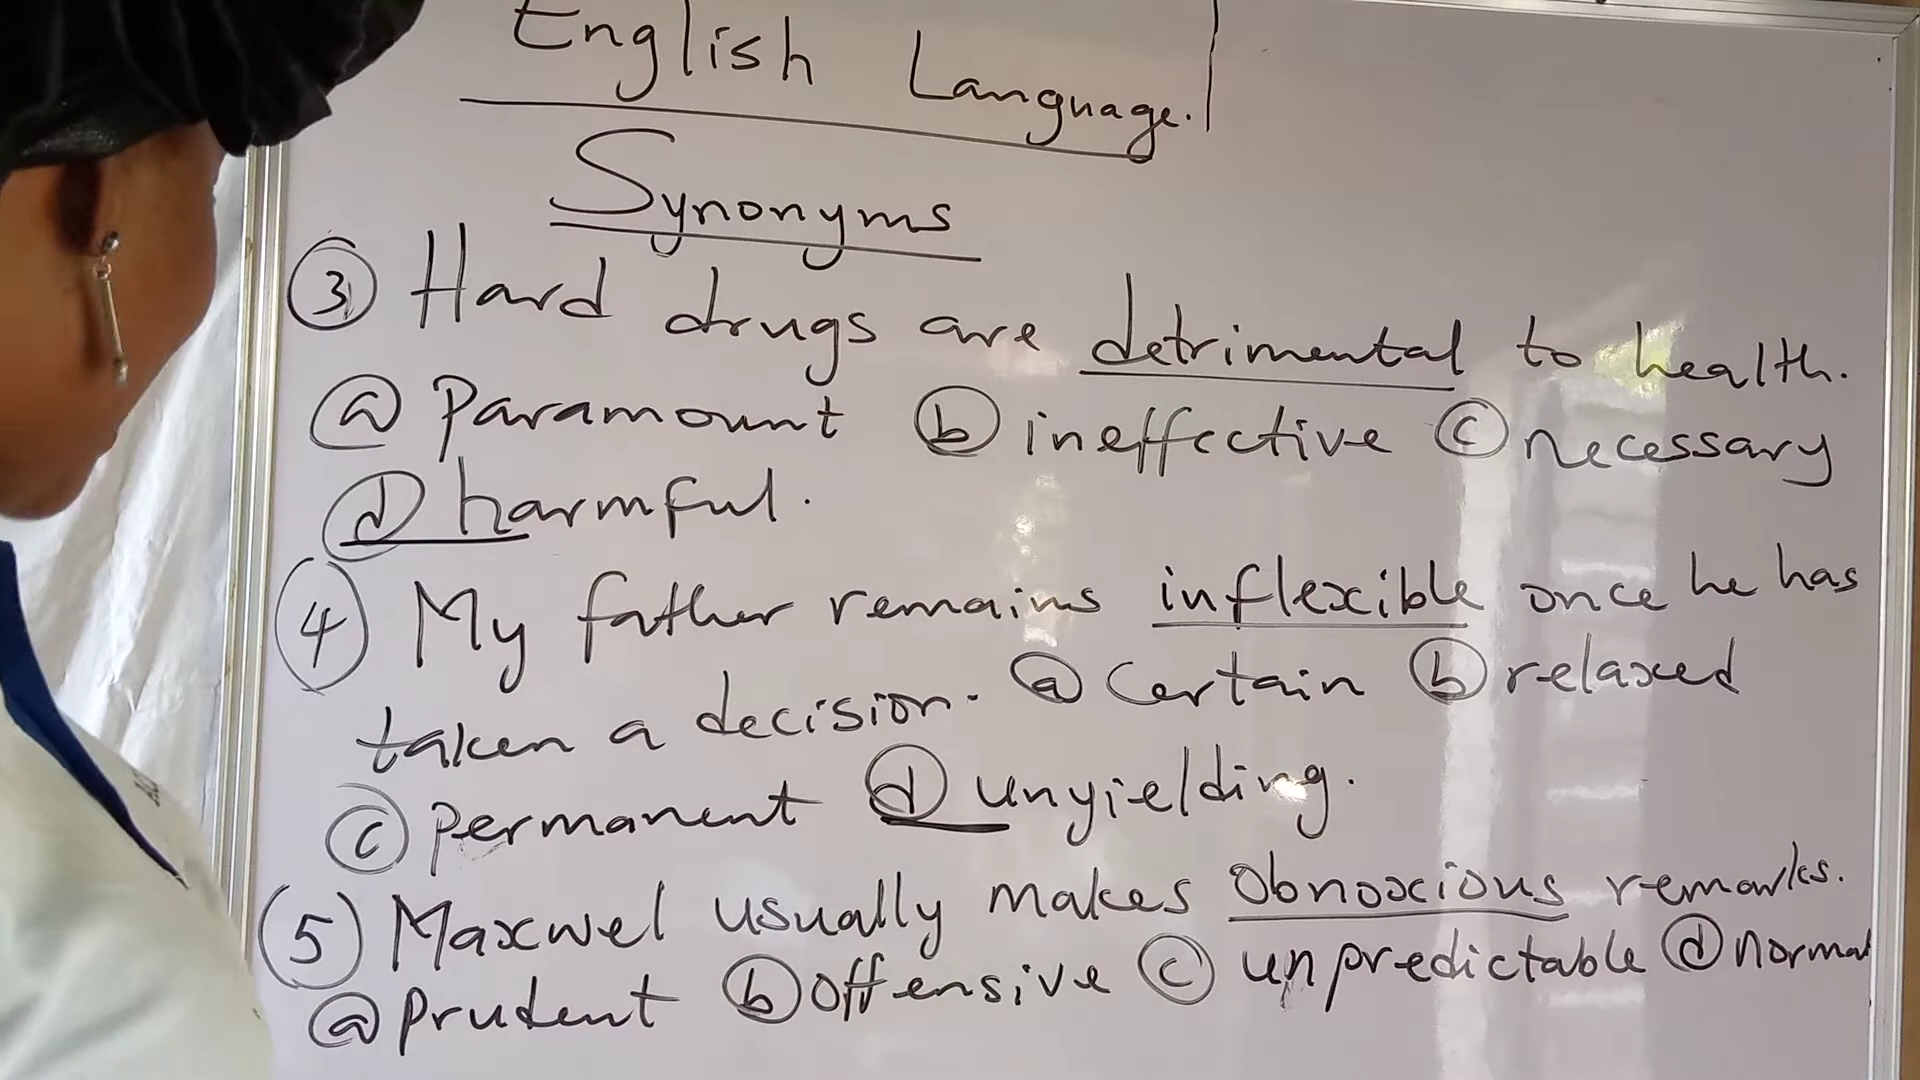 English Language.
Synonyms
③ Hard drugs are detrimental to health.
ⓐ Paramount ⓑ ineffective ⓒ necessary
ⓓ harmful.
④ My father remains inflexible once he has
taken a decision. ⓐ Certain ⓑ relaxed
ⓒ Permanent ⓓ unyielding.
⑤ Maxwel usually makes Obnoxious remarks.
ⓐ Prudent ⓑ Offensive ⓒ unpredictable ⓓ normal